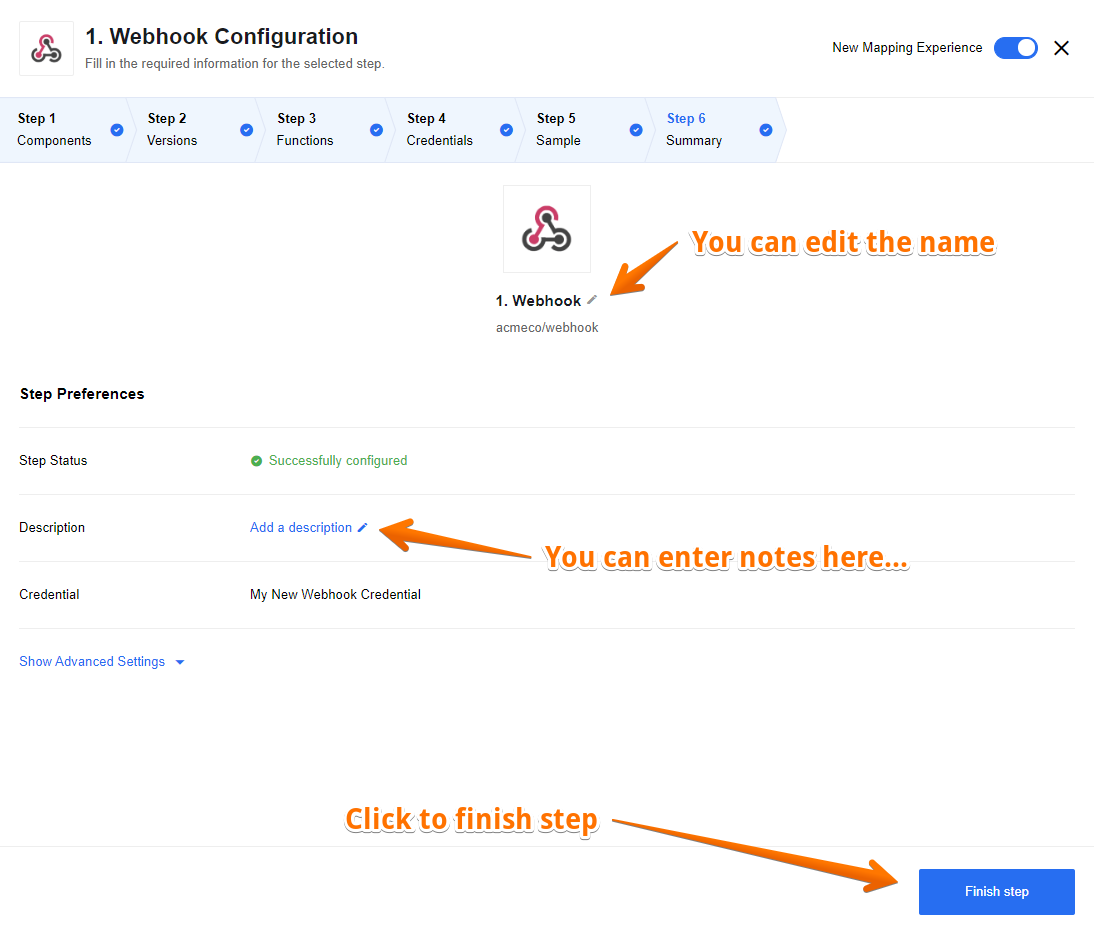 1. Webhook Configuration
Fill in the required information for the selected step.
New Mapping Experience
Step 1
Components
Step 2
Versions
Step 3
Functions
Step 4
Credentials
Step 5
Sample
Step 6
Summary
You can edit the name
1. Webhook
acmeco/webhook
Step Preferences
Step Status
Successfully configured
Description
Add a description
You can enter notes here...
Credential
My New Webhook Credential
Show Advanced Settings
Click to finish step
Finish step